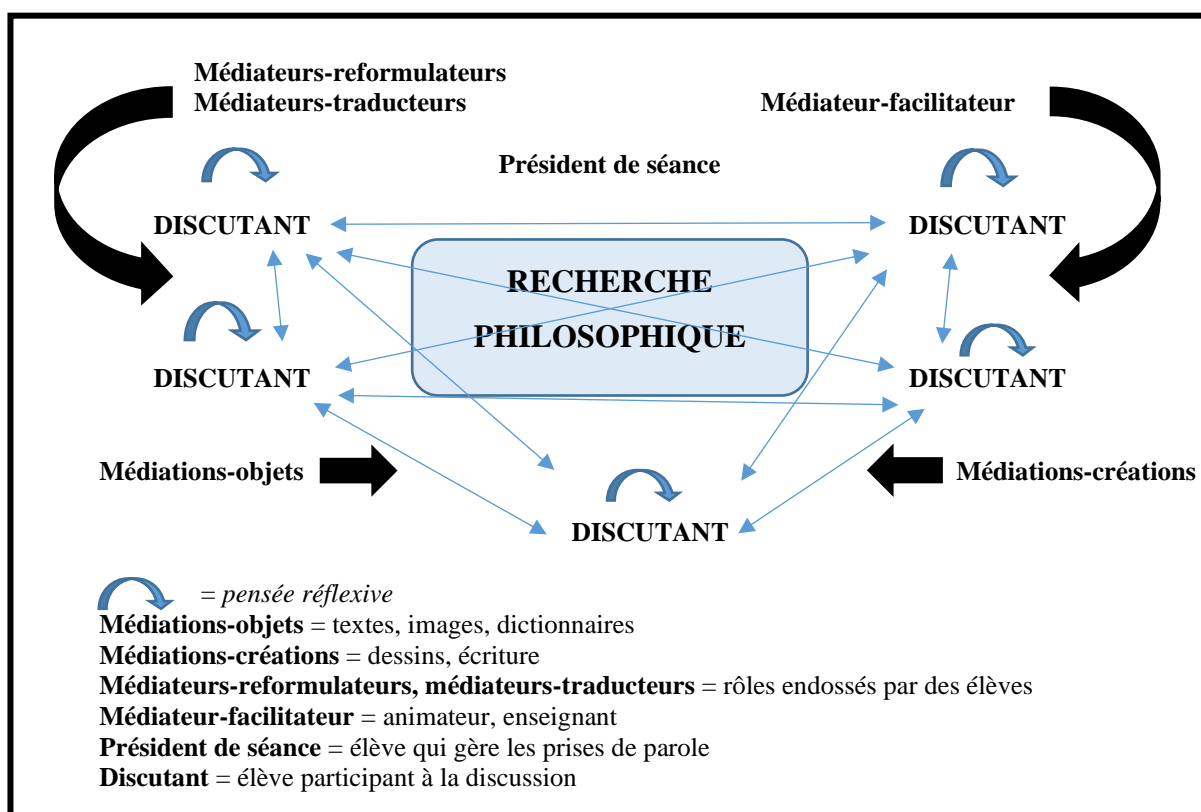 Médiateurs-reformulateurs
Médiateurs-traducteurs
Médiateur-facilitateur
Président de séance
DISCUTANT
DISCUTANT
RECHERCHE
PHILOSOPHIQUE
DISCUTANT
DISCUTANT
Médiations-objets
Médiations-créations
DISCUTANT
= pensée réflexive
Médiations-objets = textes, images, dictionnaires
Médiations-créations = dessins, écriture
Médiateurs-reformulateurs, médiateurs-traducteurs = rôles endossés par des élèves
Médiateur-facilitateur = animateur, enseignant
Président de séance = élève qui gère les prises de parole
Discutant = élève participant à la discussion